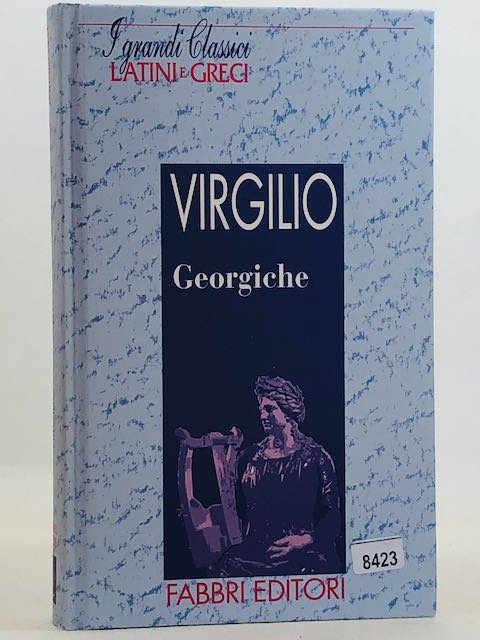 I grandi Classici
LATINI E GRECI
VIRGILIO
Georgiche
8423
FABBRI EDITORI